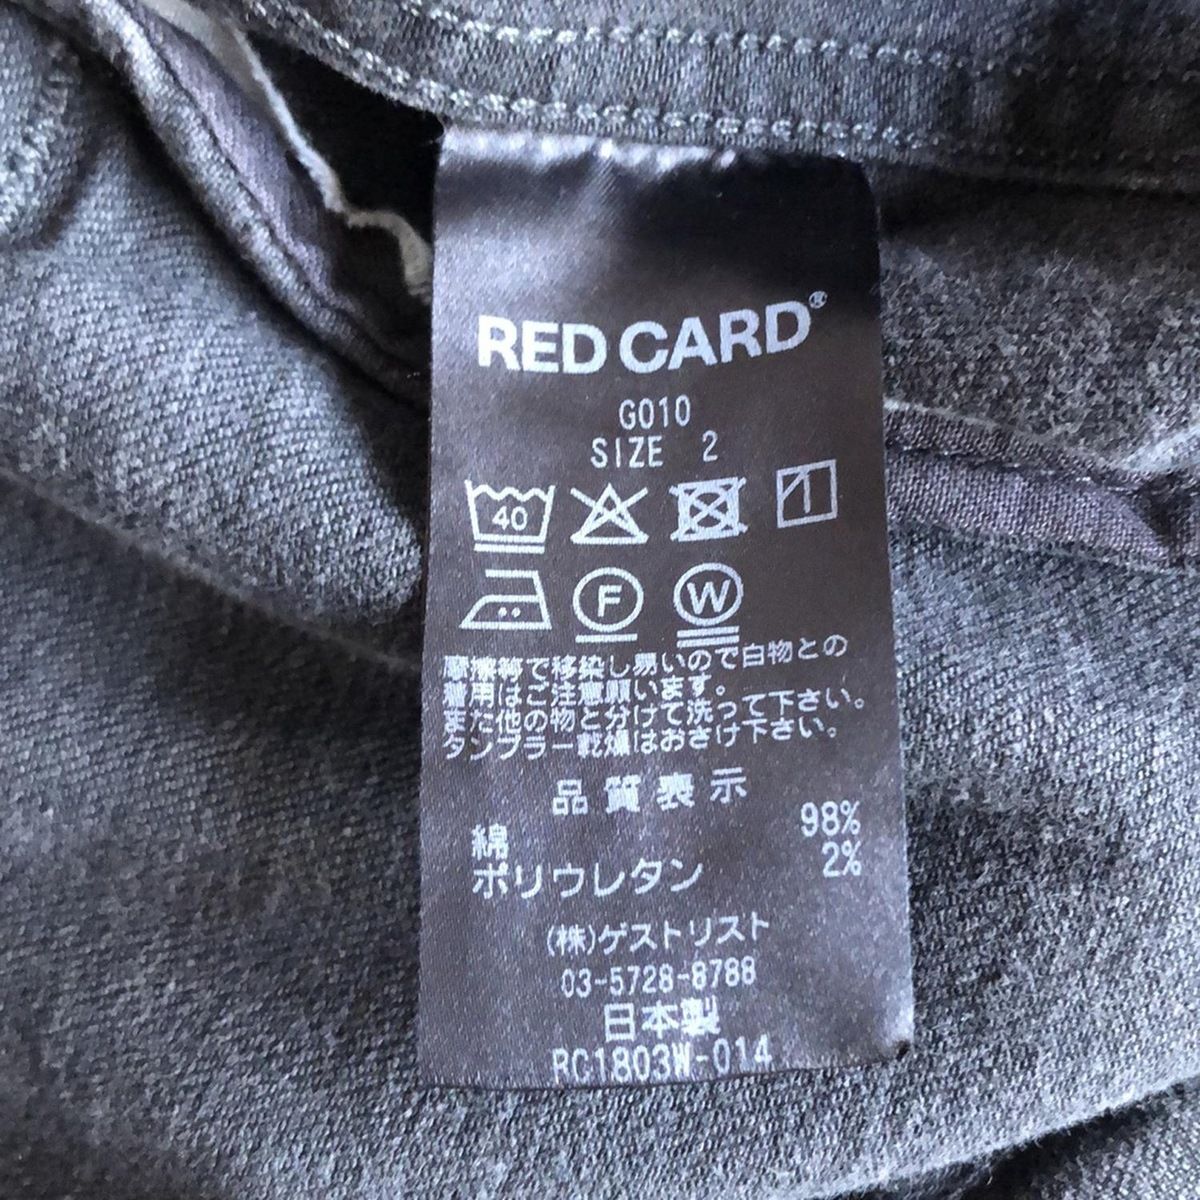 RED CARD®
G010
SIZE 2
40
F W
摩擦等で移染し易いので白物との
着用はご注意願います。
また他の物と分けて洗って下さい。
タンブラー乾燥はおさけ下さい。
品質表示
綿 98%
ポリウレタン 2%
(株)ゲストリスト
03-5728-8788
日本製
RC1803W-014